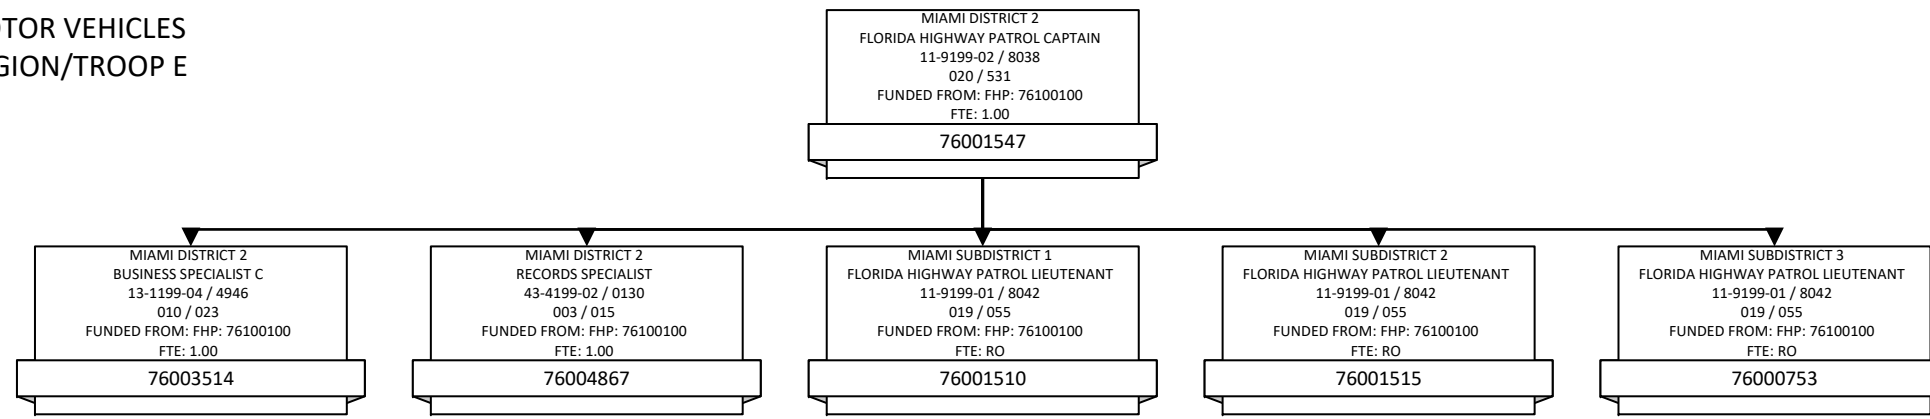 OTOR VEHICLES
GION/TROOP E
MIAMI DISTRICT 2
FLORIDA HIGHWAY PATROL CAPTAIN
11-9199-02 / 8038
020 / 531
FUNDED FROM: FHP: 76100100
FTE: 1.00
76001547
MIAMI DISTRICT 2
BUSINESS SPECIALIST C
13-1199-04 / 4946
010 / 023
FUNDED FROM: FHP: 76100100
FTE: 1.00
76003514
MIAMI DISTRICT 2
RECORDS SPECIALIST
43-4199-02 / 0130
003 / 015
FUNDED FROM: FHP: 76100100
FTE: 1.00
76004867
MIAMI SUBDISTRICT 1
FLORIDA HIGHWAY PATROL LIEUTENANT
11-9199-01 / 8042
019 / 055
FUNDED FROM: FHP: 76100100
FTE: RO
76001510
MIAMI SUBDISTRICT 2
FLORIDA HIGHWAY PATROL LIEUTENANT
11-9199-01 / 8042
019 / 055
FUNDED FROM: FHP: 76100100
FTE: RO
76001515
MIAMI SUBDISTRICT 3
FLORIDA HIGHWAY PATROL LIEUTENANT
11-9199-01 / 8042
019 / 055
FUNDED FROM: FHP: 76100100
FTE: RO
76000753